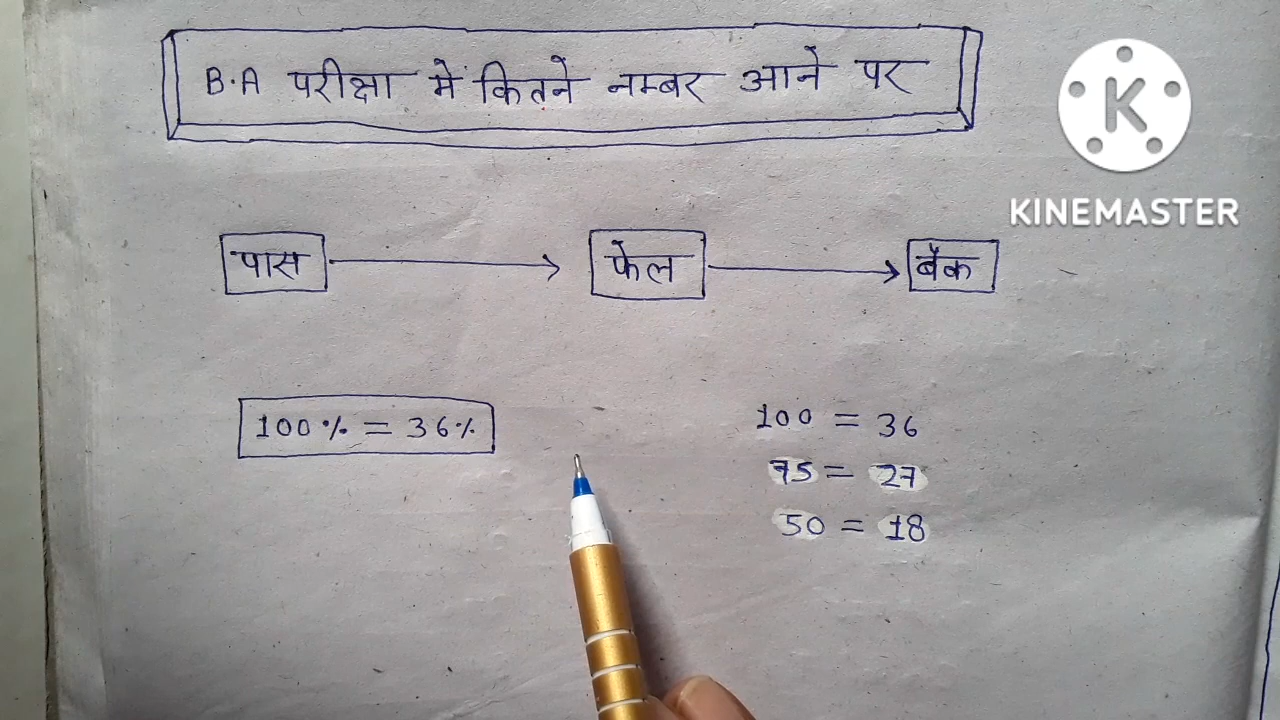 B.A परीक्षा में कितने नम्बर आने पर
K
KINEMASTER
पास फेल बैक
100% = 36%
100 = 36
75 = 27
50 = 18